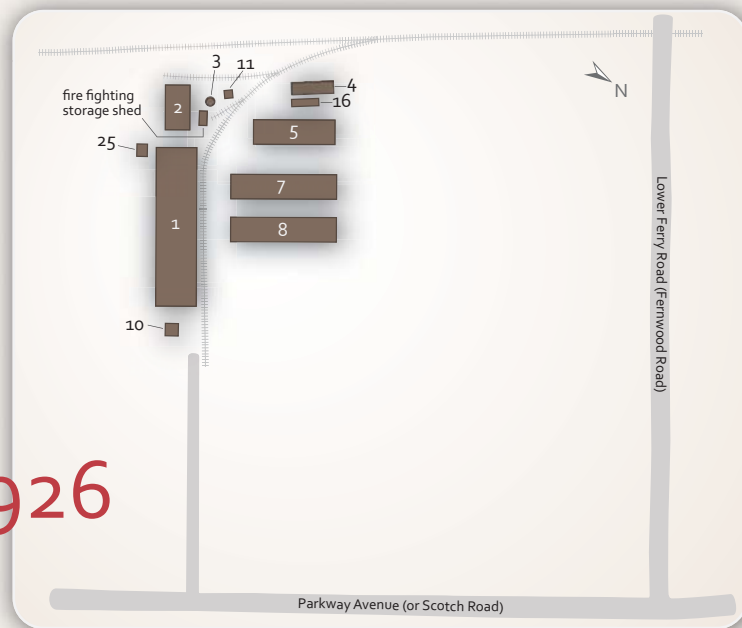 3
11
4
fire fighting
storage shed
2
16
5
25
7
1
8
10
N
Lower Ferry Road (Fernwood Road)
926
Parkway Avenue (or Scotch Road)